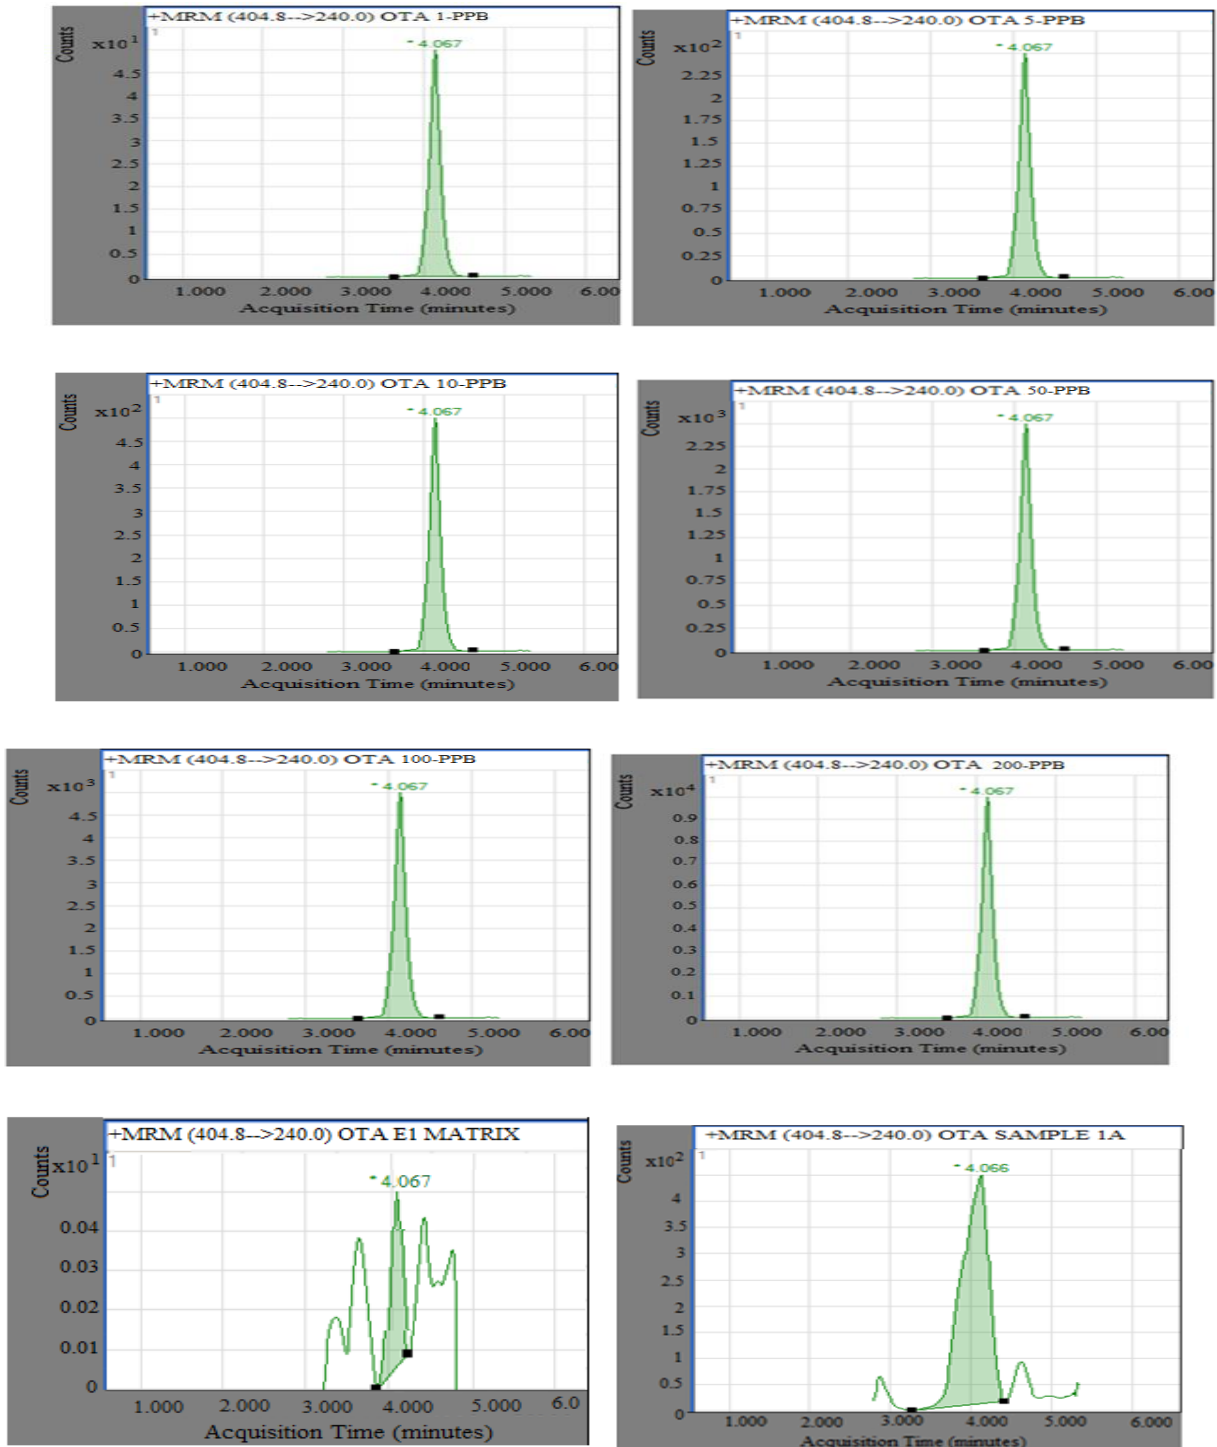 +MRM (404.8-->240.0) OTA 1-PPB
Counts
x10¹
1
* 4.067
4.5
4
3.5
3
2.5
2
1.5
1
0.5
0
1.000 2.000 3.000 4.000 5.000 6.00
Acquisition Time (minutes)
+MRM (404.8-->240.0) OTA 5-PPB
Counts
x10²
1
* 4.067
2.25
2
1.75
1.5
1.25
1
0.75
0.5
0.25
0
1.000 2.000 3.000 4.000 5.000 6.00
Acquisition Time (minutes)
+MRM (404.8-->240.0) OTA 10-PPB
Counts
x10²
1
* 4.067
4.5
4
3.5
3
2.5
2
1.5
1
0.5
0
1.000 2.000 3.000 4.000 5.000 6.00
Acquisition Time (minutes)
+MRM (404.8-->240.0) OTA 50-PPB
Counts
x10³
1
* 4.067
2.25
2
1.75
1.5
1.25
1
0.75
0.5
0.25
0
1.000 2.000 3.000 4.000 5.000 6.00
Acquisition Time (minutes)
+MRM (404.8-->240.0) OTA 100-PPB
Counts
x10³
1
* 4.067
4.5
4
3.5
3
2.5
2
1.5
1
0.5
0
1.000 2.000 3.000 4.000 5.000 6.00
Acquisition Time (minutes)
+MRM (404.8-->240.0) OTA 200-PPB
Counts
x10⁴
1
* 4.067
0.9
0.8
0.7
0.6
0.5
0.4
0.3
0.2
0.1
0
1.000 2.000 3.000 4.000 5.000 6.00
Acquisition Time (minutes)
+MRM (404.8-->240.0) OTA E1 MATRIX
Counts
x10¹
1
* 4.067
0.04
0.03
0.02
0.01
0
1.000 2.000 3.000 4.000 5.000 6.0
Acquisition Time (minutes)
+MRM (404.8-->240.0) OTA SAMPLE 1A
Counts
x10²
1
* 4.066
4
3.5
3
2.5
2
1.5
1
0.5
0
1.000 2.000 3.000 4.000 5.000 6.000
Acquisition Time (minutes)